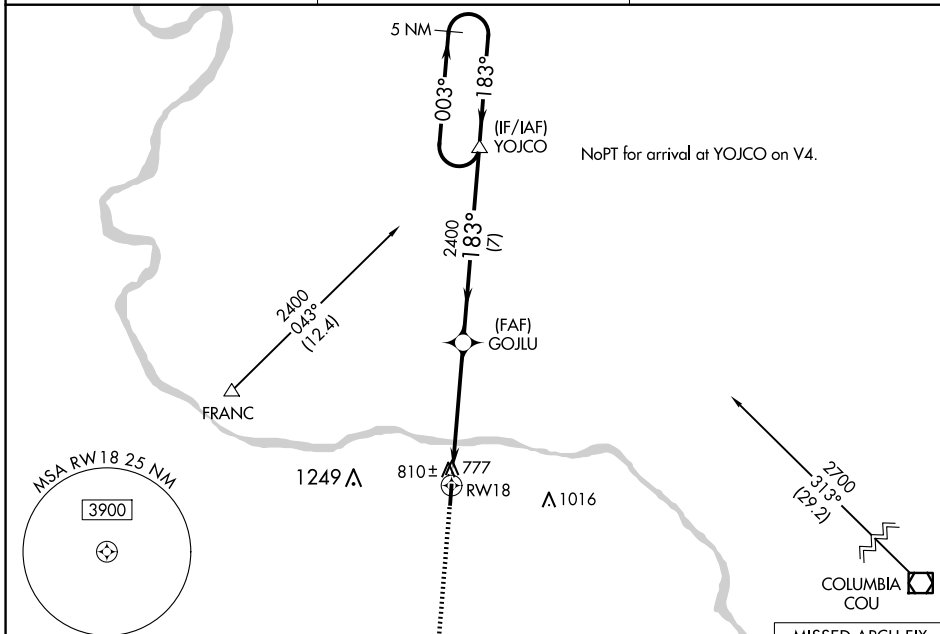 5 NM
003°
183°
(IF/IAF)
YOJCO
NoPT for arrival at YOJCO on V4.
2400
183°
(7)
2400
043°
(12.4)
(FAF)
GOJLU
FRANC
MSA RW18 25 NM
3900
1249
810± 777
RW18
1016
2700
313°
(29.2)
COLUMBIA
COU
MISSED APCH FIX